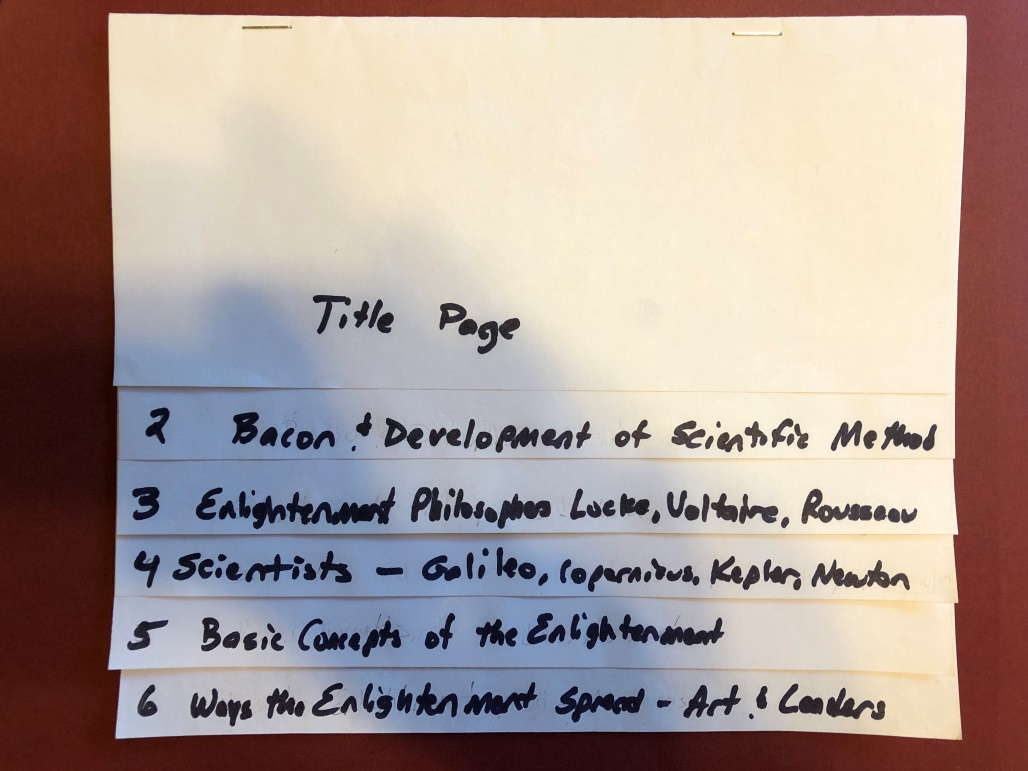 Title Page
2 Bacon & Development of Scientific Method
3 Enlightenment Philosophes Locke, Voltaire, Rousseau
4 Scientists — Galileo, Copernicus, Kepler, Newton
5 Basic Concepts of the Enlightenment
6 Ways the Enlightenment Spread - Art & Leaders